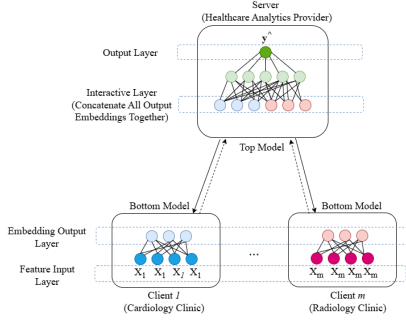 Server
(Healthcare Analytics Provider)
y^
Output Layer
Interactive Layer
(Concatenate All Output
Embeddings Together)
Top Model
Bottom Model
Bottom Model
Embedding Output
Layer
...
Feature Input
Layer
X1 X1 X1 X1
Xm Xm Xm Xm
Client 1
(Cardiology Clinic)
Client m
(Radiology Clinic)